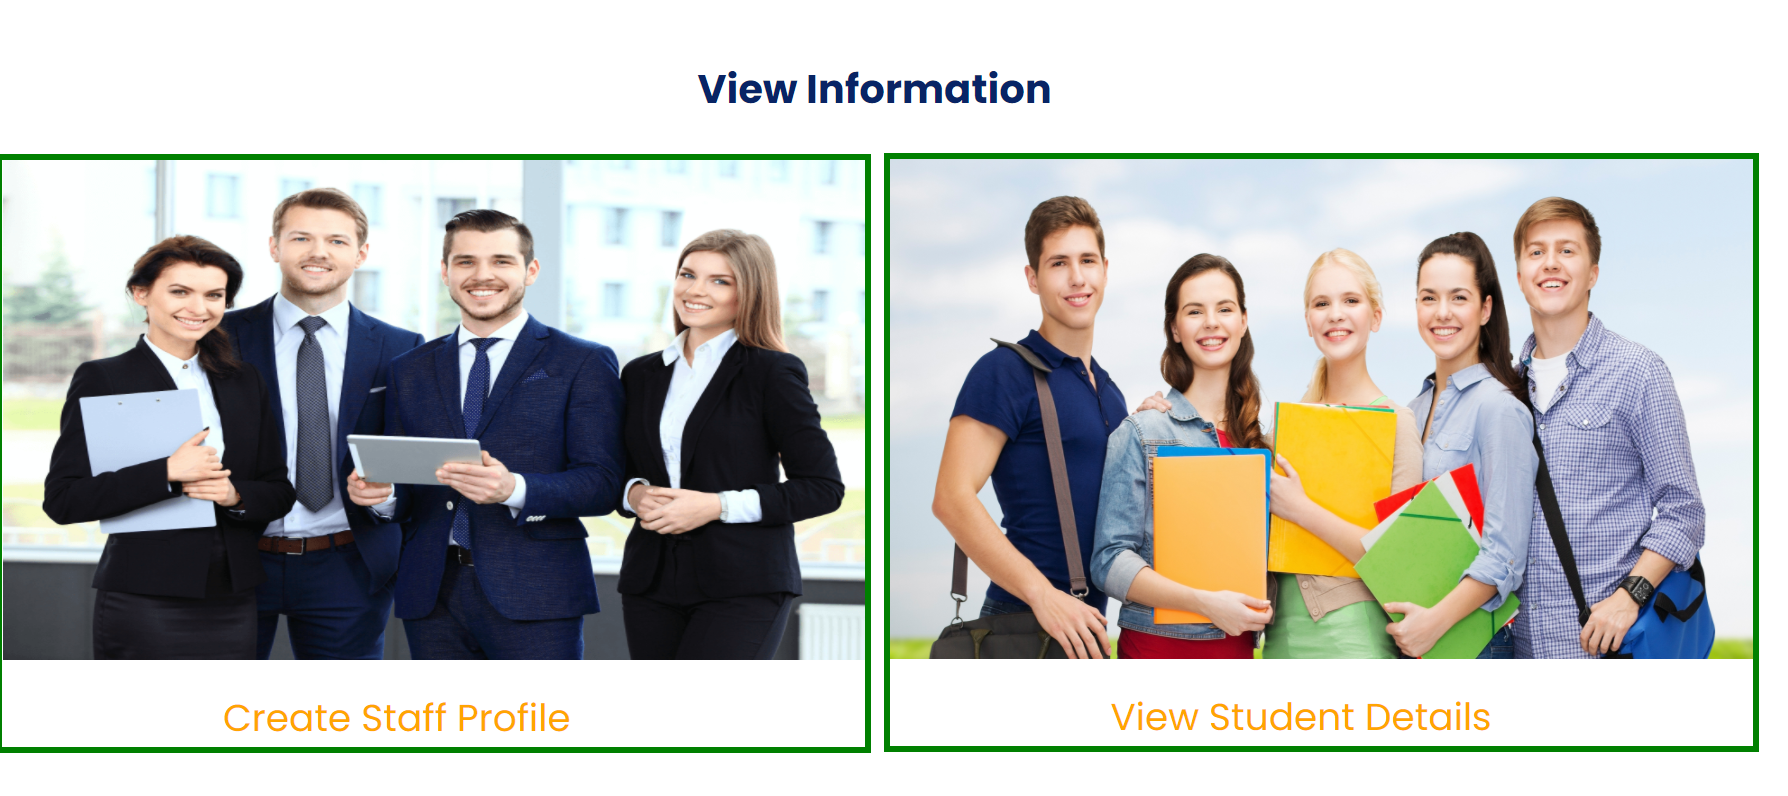 View Information
Create Staff Profile
View Student Details